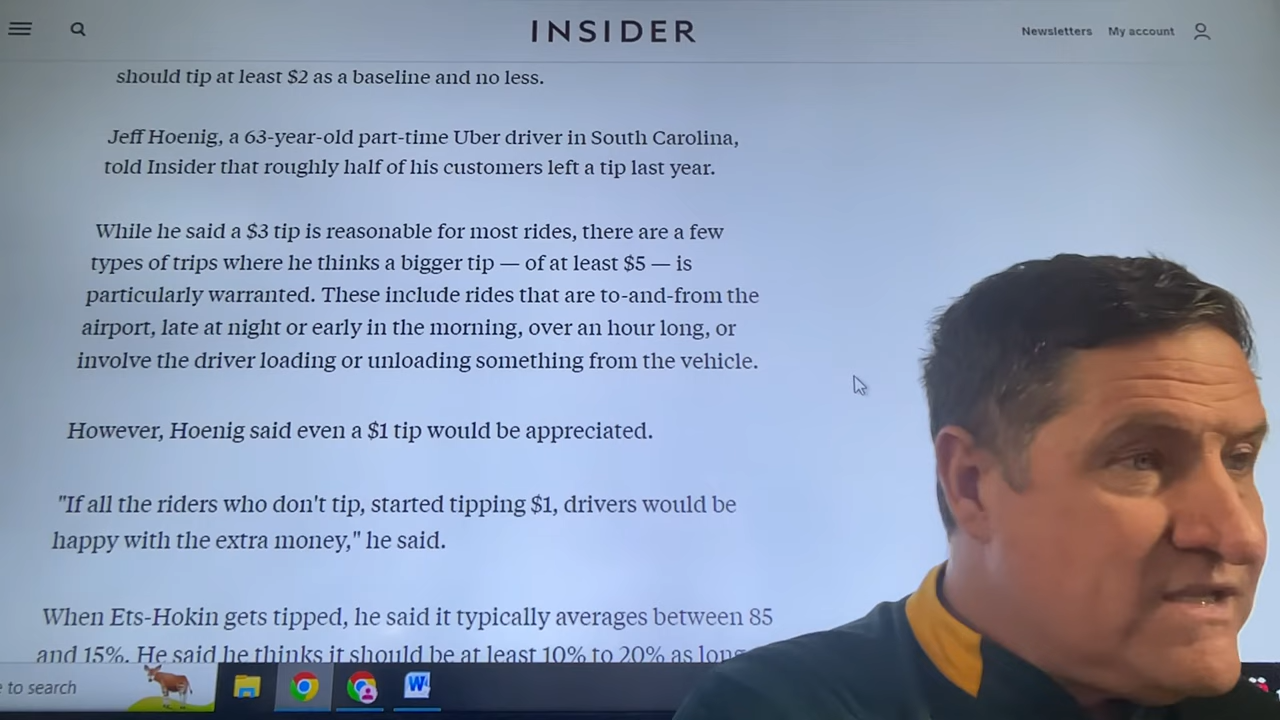 INSIDER
Newsletters My account
should tip at least $2 as a baseline and no less.
Jeff Hoenig, a 63-year-old part-time Uber driver in South Carolina,
told Insider that roughly half of his customers left a tip last year.
While he said a $3 tip is reasonable for most rides, there are a few
types of trips where he thinks a bigger tip — of at least $5 — is
particularly warranted. These include rides that are to-and-from the
airport, late at night or early in the morning, over an hour long, or
involve the driver loading or unloading something from the vehicle.
However, Hoenig said even a $1 tip would be appreciated.
"If all the riders who don't tip, started tipping $1, drivers would be
happy with the extra money," he said.
When Ets-Hokin gets tipped, he said it typically averages between 85
and 15%. He said he thinks it should be at least 10% to 20% as long
e to search
W